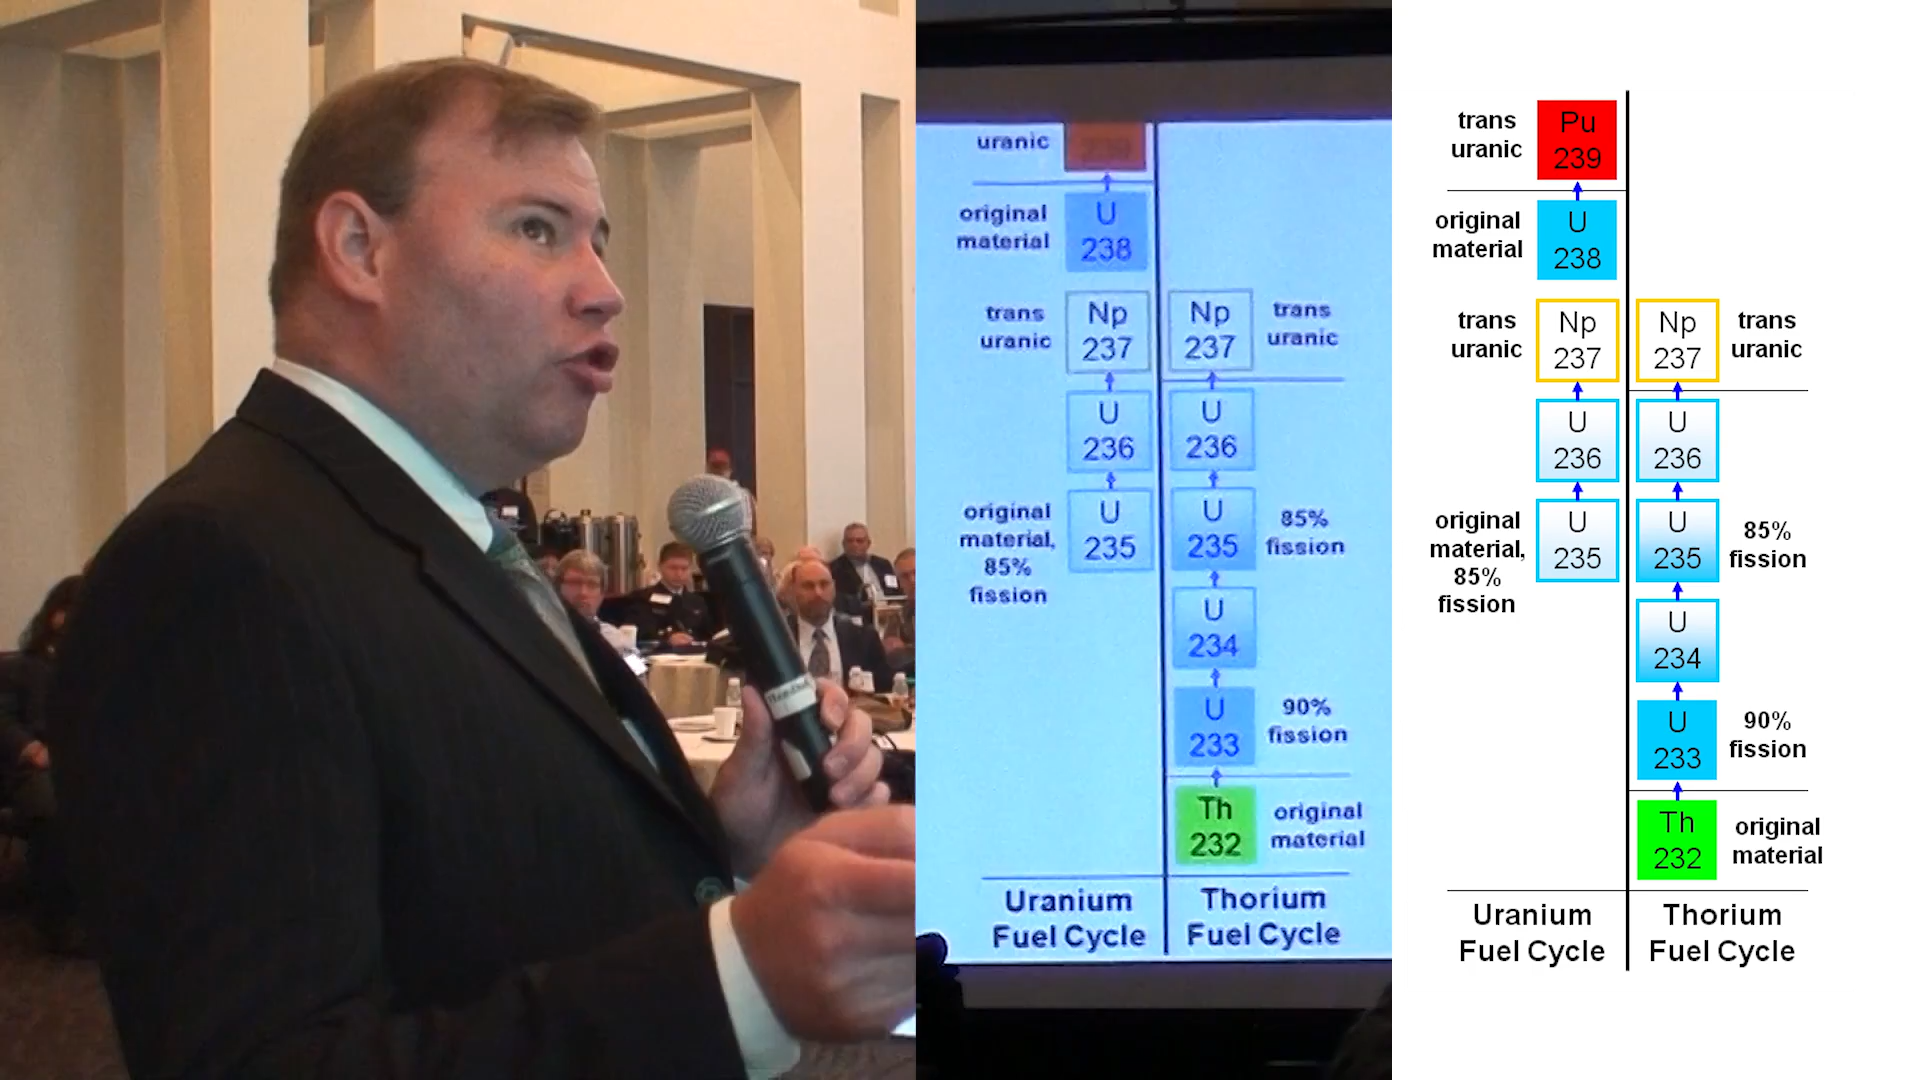 uranic
original
material
U
238
trans
uranic
Np
237
Np
237
trans
uranic
U
236
U
236
original
material,
85%
fission
U
235
U
235
85%
fission
U
234
U
233
90%
fission
Th
232
original
material
Uranium
Fuel Cycle
Thorium
Fuel Cycle
trans
uranic
Pu
239
original
material
U
238
trans
uranic
Np
237
Np
237
trans
uranic
U
236
U
236
original
material,
85%
fission
U
235
U
235
85%
fission
U
234
U
233
90%
fission
Th
232
original
material
Uranium
Fuel Cycle
Thorium
Fuel Cycle